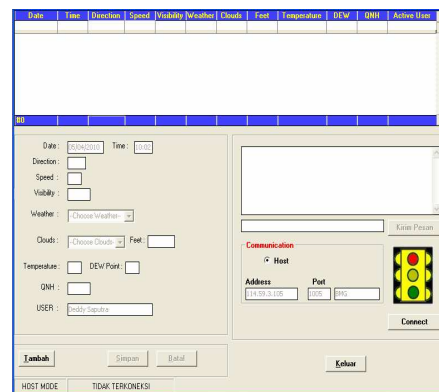 Date Time Direction Speed Visibility Weather Clouds Feet Temperature DEW QNH Active User
#0
Date : 05/04/2010 Time : 10:02
Direction :
Speed :
Visibility :
Weather : -Choose Weather-
Clouds : -Choose Clouds- Feet :
Temperature : DEW Point :
QNH :
USER : Deddy Saputra
Kirim Pesan
Communication
Host
Address Port
114.59.3.105 1005 BMG
Connect
Tambah Simpan Batal
Keluar
HOST MODE TIDAK TERKONEKSI